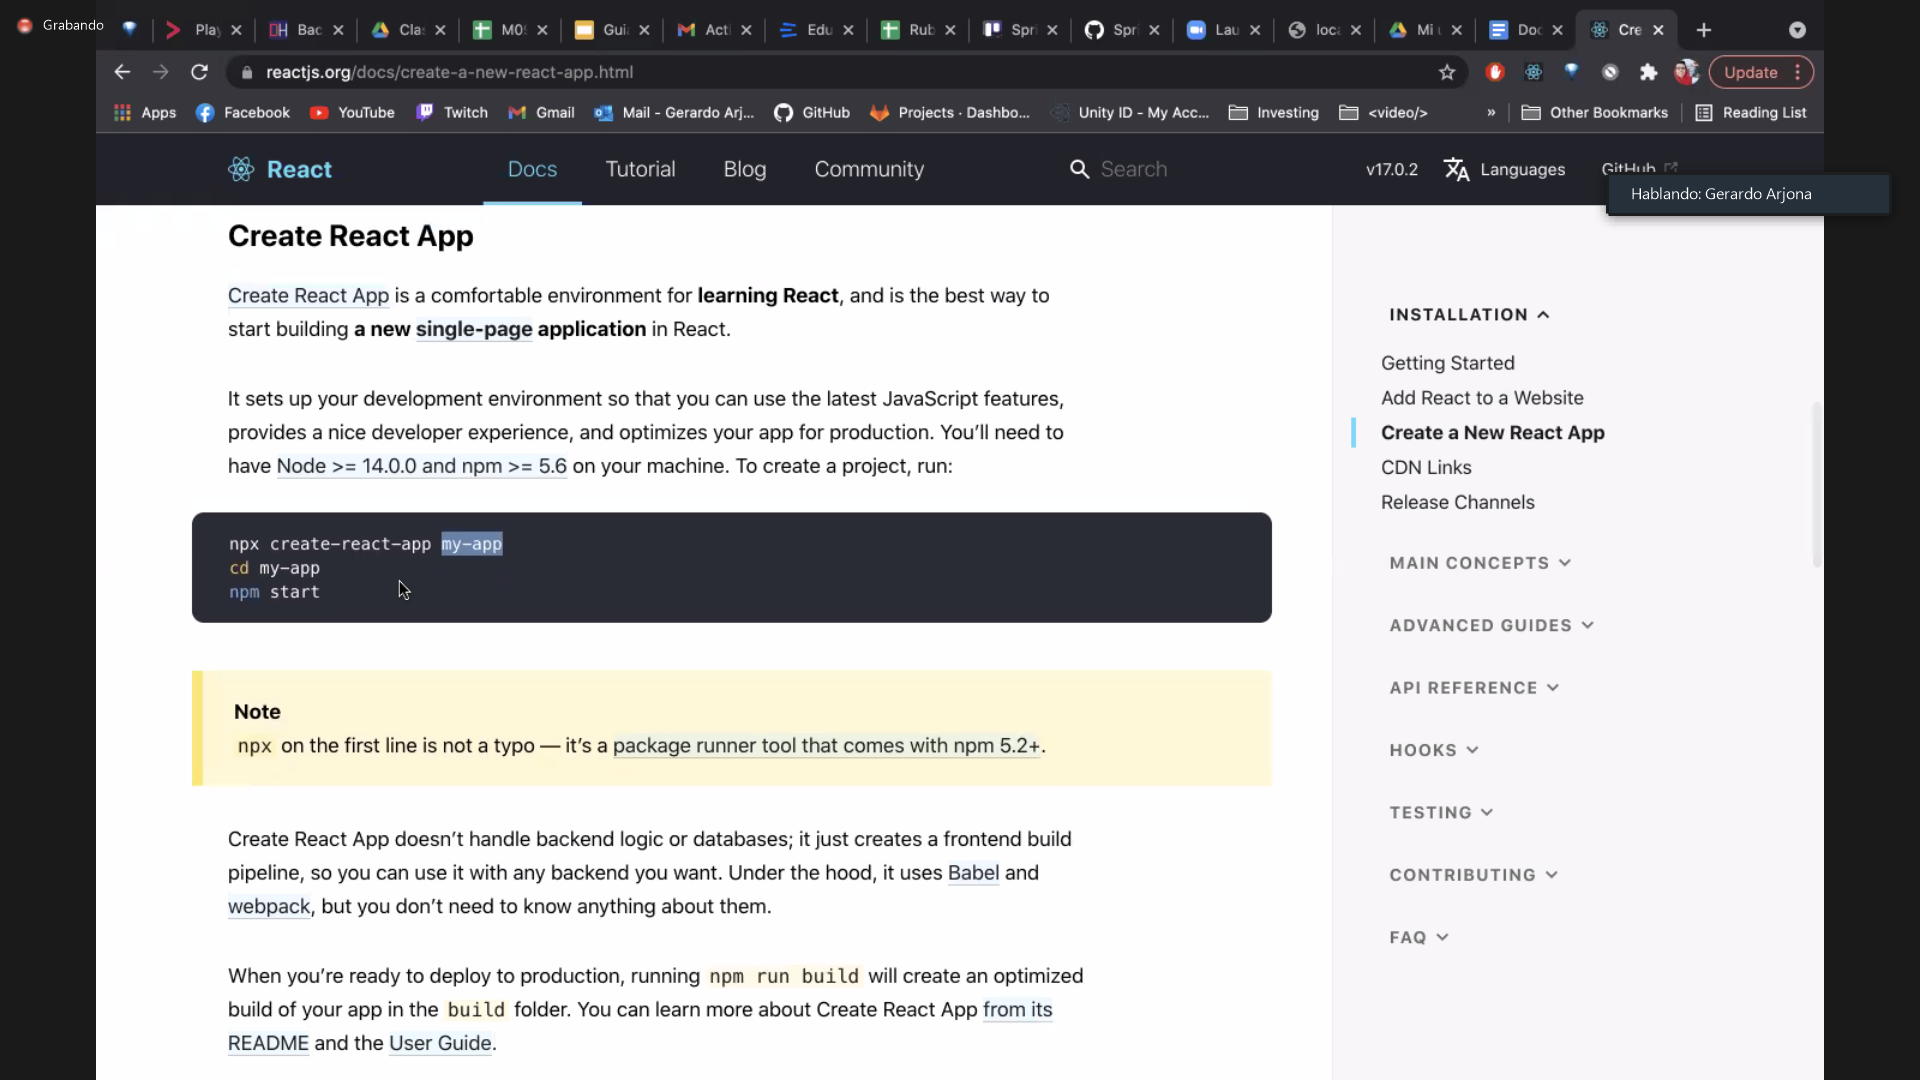 Grabando
Play
Bac
Clas
M0
Gui
Acti
Edu
Rub
Spri
Spr
Lau
loca
Mi u
Doc
Cre
reactjs.org/docs/create-a-new-react-app.html
Update
Apps
Facebook
YouTube
Twitch
Gmail
Mail - Gerardo Arj...
GitHub
Projects · Dashbo...
Unity ID - My Acc...
Investing
<video/>
»
Other Bookmarks
Reading List
React
Docs
Tutorial
Blog
Community
Search
v17.0.2
Languages
GitHub
Hablando: Gerardo Arjona
Create React App
Create React App is a comfortable environment for learning React, and is the best way to
start building a new single-page application in React.
It sets up your development environment so that you can use the latest JavaScript features,
provides a nice developer experience, and optimizes your app for production. You’ll need to
have Node >= 14.0.0 and npm >= 5.6 on your machine. To create a project, run:
npx create-react-app my-app
cd my-app
npm start
Note
npx on the first line is not a typo — it’s a package runner tool that comes with npm 5.2+.
Create React App doesn’t handle backend logic or databases; it just creates a frontend build
pipeline, so you can use it with any backend you want. Under the hood, it uses Babel and
webpack, but you don’t need to know anything about them.
When you’re ready to deploy to production, running npm run build will create an optimized
build of your app in the build folder. You can learn more about Create React App from its
README and the User Guide.
INSTALLATION
Getting Started
Add React to a Website
Create a New React App
CDN Links
Release Channels
MAIN CONCEPTS
ADVANCED GUIDES
API REFERENCE
HOOKS
TESTING
CONTRIBUTING
FAQ